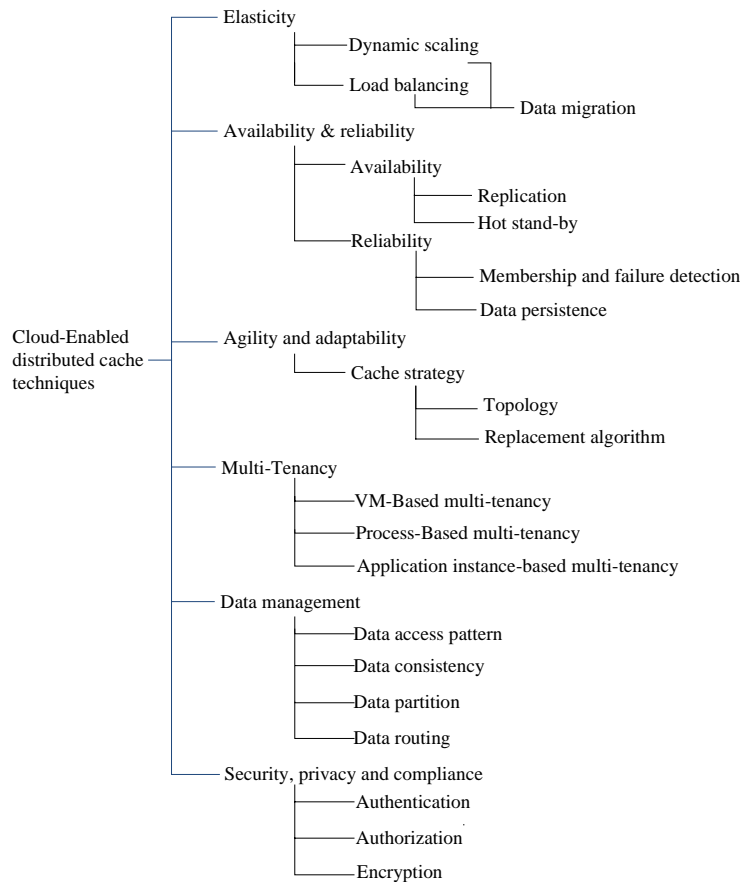 Elasticity
Dynamic scaling
Load balancing
Data migration
Availability & reliability
Availability
Replication
Hot stand-by
Reliability
Membership and failure detection
Data persistence
Cloud-Enabled
distributed cache
techniques
Agility and adaptability
Cache strategy
Topology
Replacement algorithm
Multi-Tenancy
VM-Based multi-tenancy
Process-Based multi-tenancy
Application instance-based multi-tenancy
Data management
Data access pattern
Data consistency
Data partition
Data routing
Security, privacy and compliance
Authentication
Authorization
Encryption